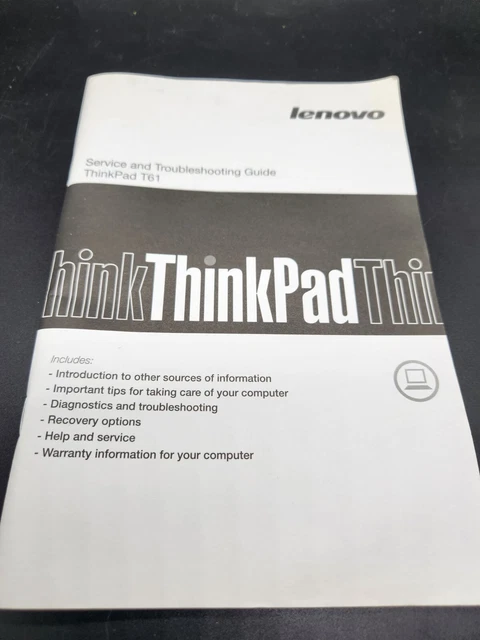 lenovo
Service and Troubleshooting Guide
ThinkPad T61
hinkThinkPadThi
Includes:
- Introduction to other sources of information
- Important tips for taking care of your computer
- Diagnostics and troubleshooting
- Recovery options
- Help and service
- Warranty information for your computer